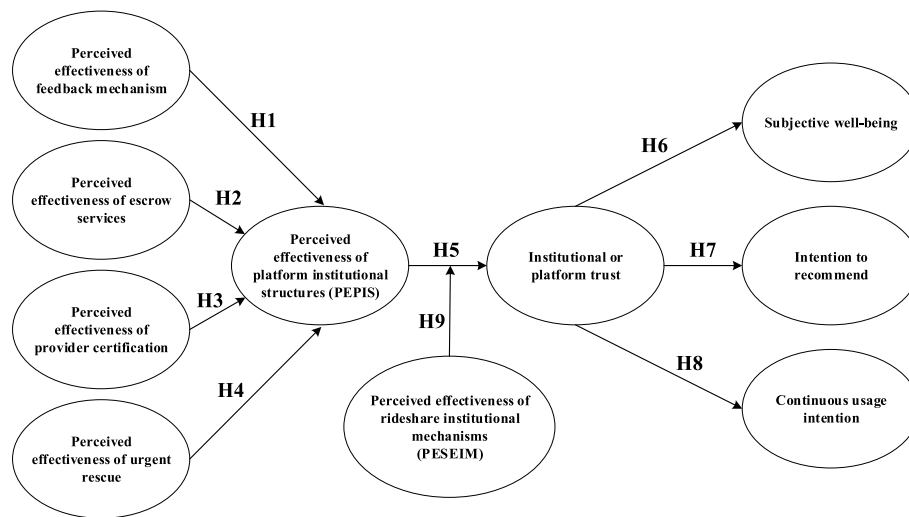 Perceived
effectiveness of
feedback mechanism
H1
Perceived
effectiveness of escrow
services
H2
Perceived
effectiveness of
provider certification
H3
Perceived
effectiveness of urgent
rescue
H4
Perceived
effectiveness of
platform institutional
structures (PEPIS)
H5
Perceived effectiveness of
rideshare institutional
mechanisms
(PESEIM)
H9
Institutional or
platform trust
H6
Subjective well-being
H7
Intention to
recommend
H8
Continuous usage
intention